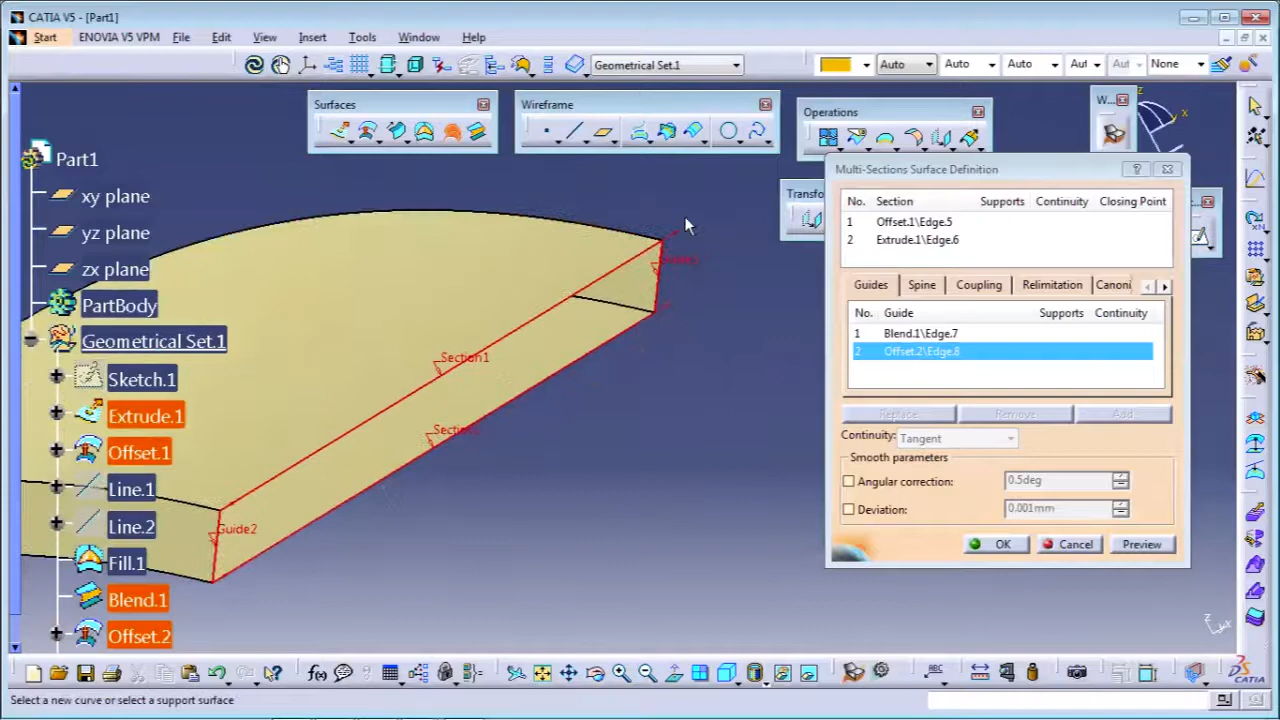 CATIA V5 - [Part1]
Start ENOVIA V5 VPM File Edit View Insert Tools Window Help
Geometrical Set.1 Auto Auto Auto Aut Aut None
Surfaces Wireframe Operations W...
Transfo
Part1
xy plane
yz plane
zx plane
PartBody
Geometrical Set.1
Sketch.1
Extrude.1
Offset.1
Line.1
Line.2
Fill.1
Blend.1
Offset.2
Section1
Guide2
z
y
x
Multi-Sections Surface Definition
No. Section Supports Continuity Closing Point
1 Offset.1\Edge.5
2 Extrude.1\Edge.6
Guides Spine Coupling Relimitation Canoni
No. Guide Supports Continuity
1 Blend.1\Edge.7
2 Offset.2\Edge.8
Replace Remove Add
Continuity: Tangent
Smooth parameters
Angular correction: 0.5deg
Deviation: 0.001mm
OK Cancel Preview
CATIA
Select a new curve or select a support surface